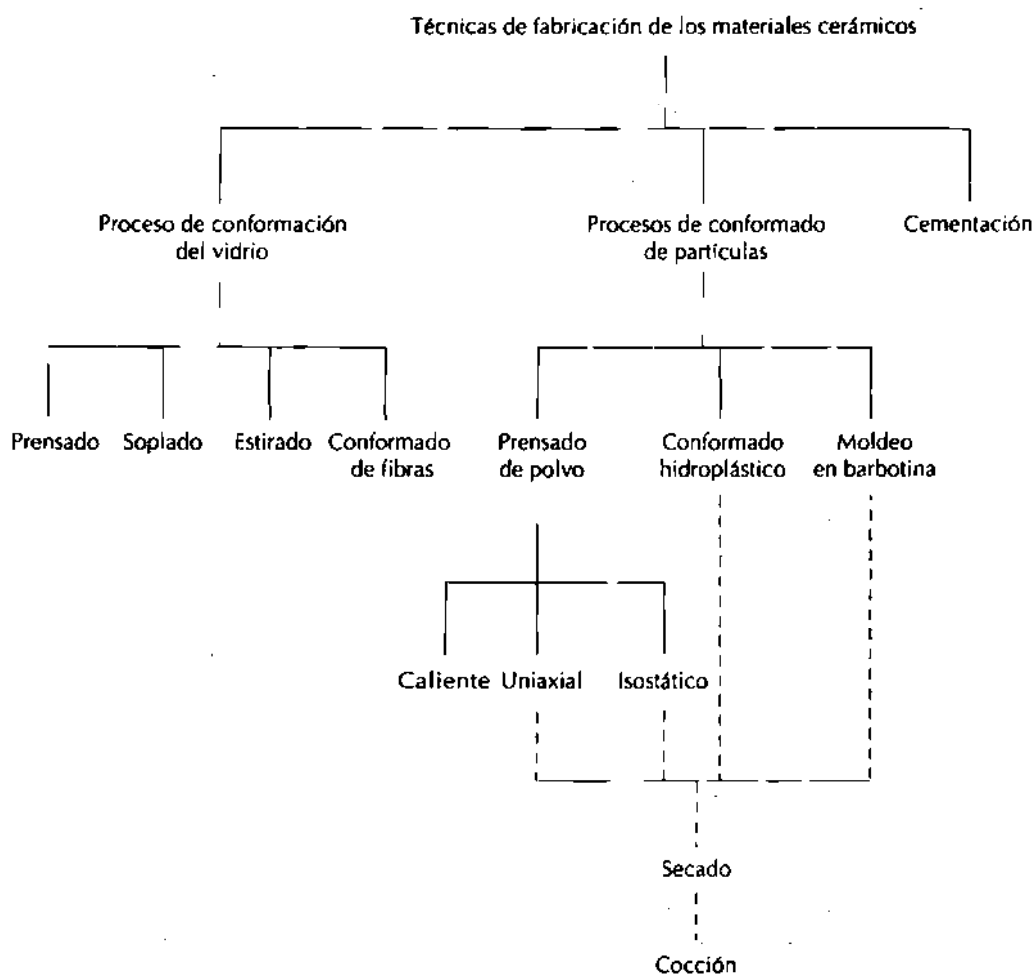 Técnicas de fabricación de los materiales cerámicos
Proceso de conformación
del vidrio
Procesos de conformado
de partículas
Cementación
Prensado
Soplado
Estirado
Conformado
de fibras
Prensado
de polvo
Conformado
hidroplástico
Moldeo
en barbotina
Caliente
Uniaxial
Isostático
Secado
Cocción